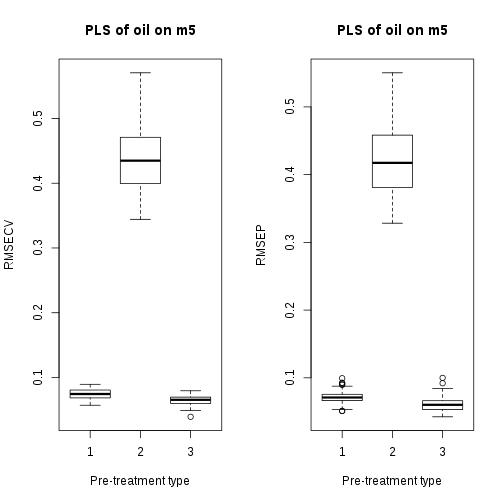 PLS of oil on m5
RMSECV
0.5
0.4
0.3
0.2
0.1
1 2 3
Pre-treatment type
PLS of oil on m5
RMSEP
0.5
0.4
0.3
0.2
0.1
1 2 3
Pre-treatment type